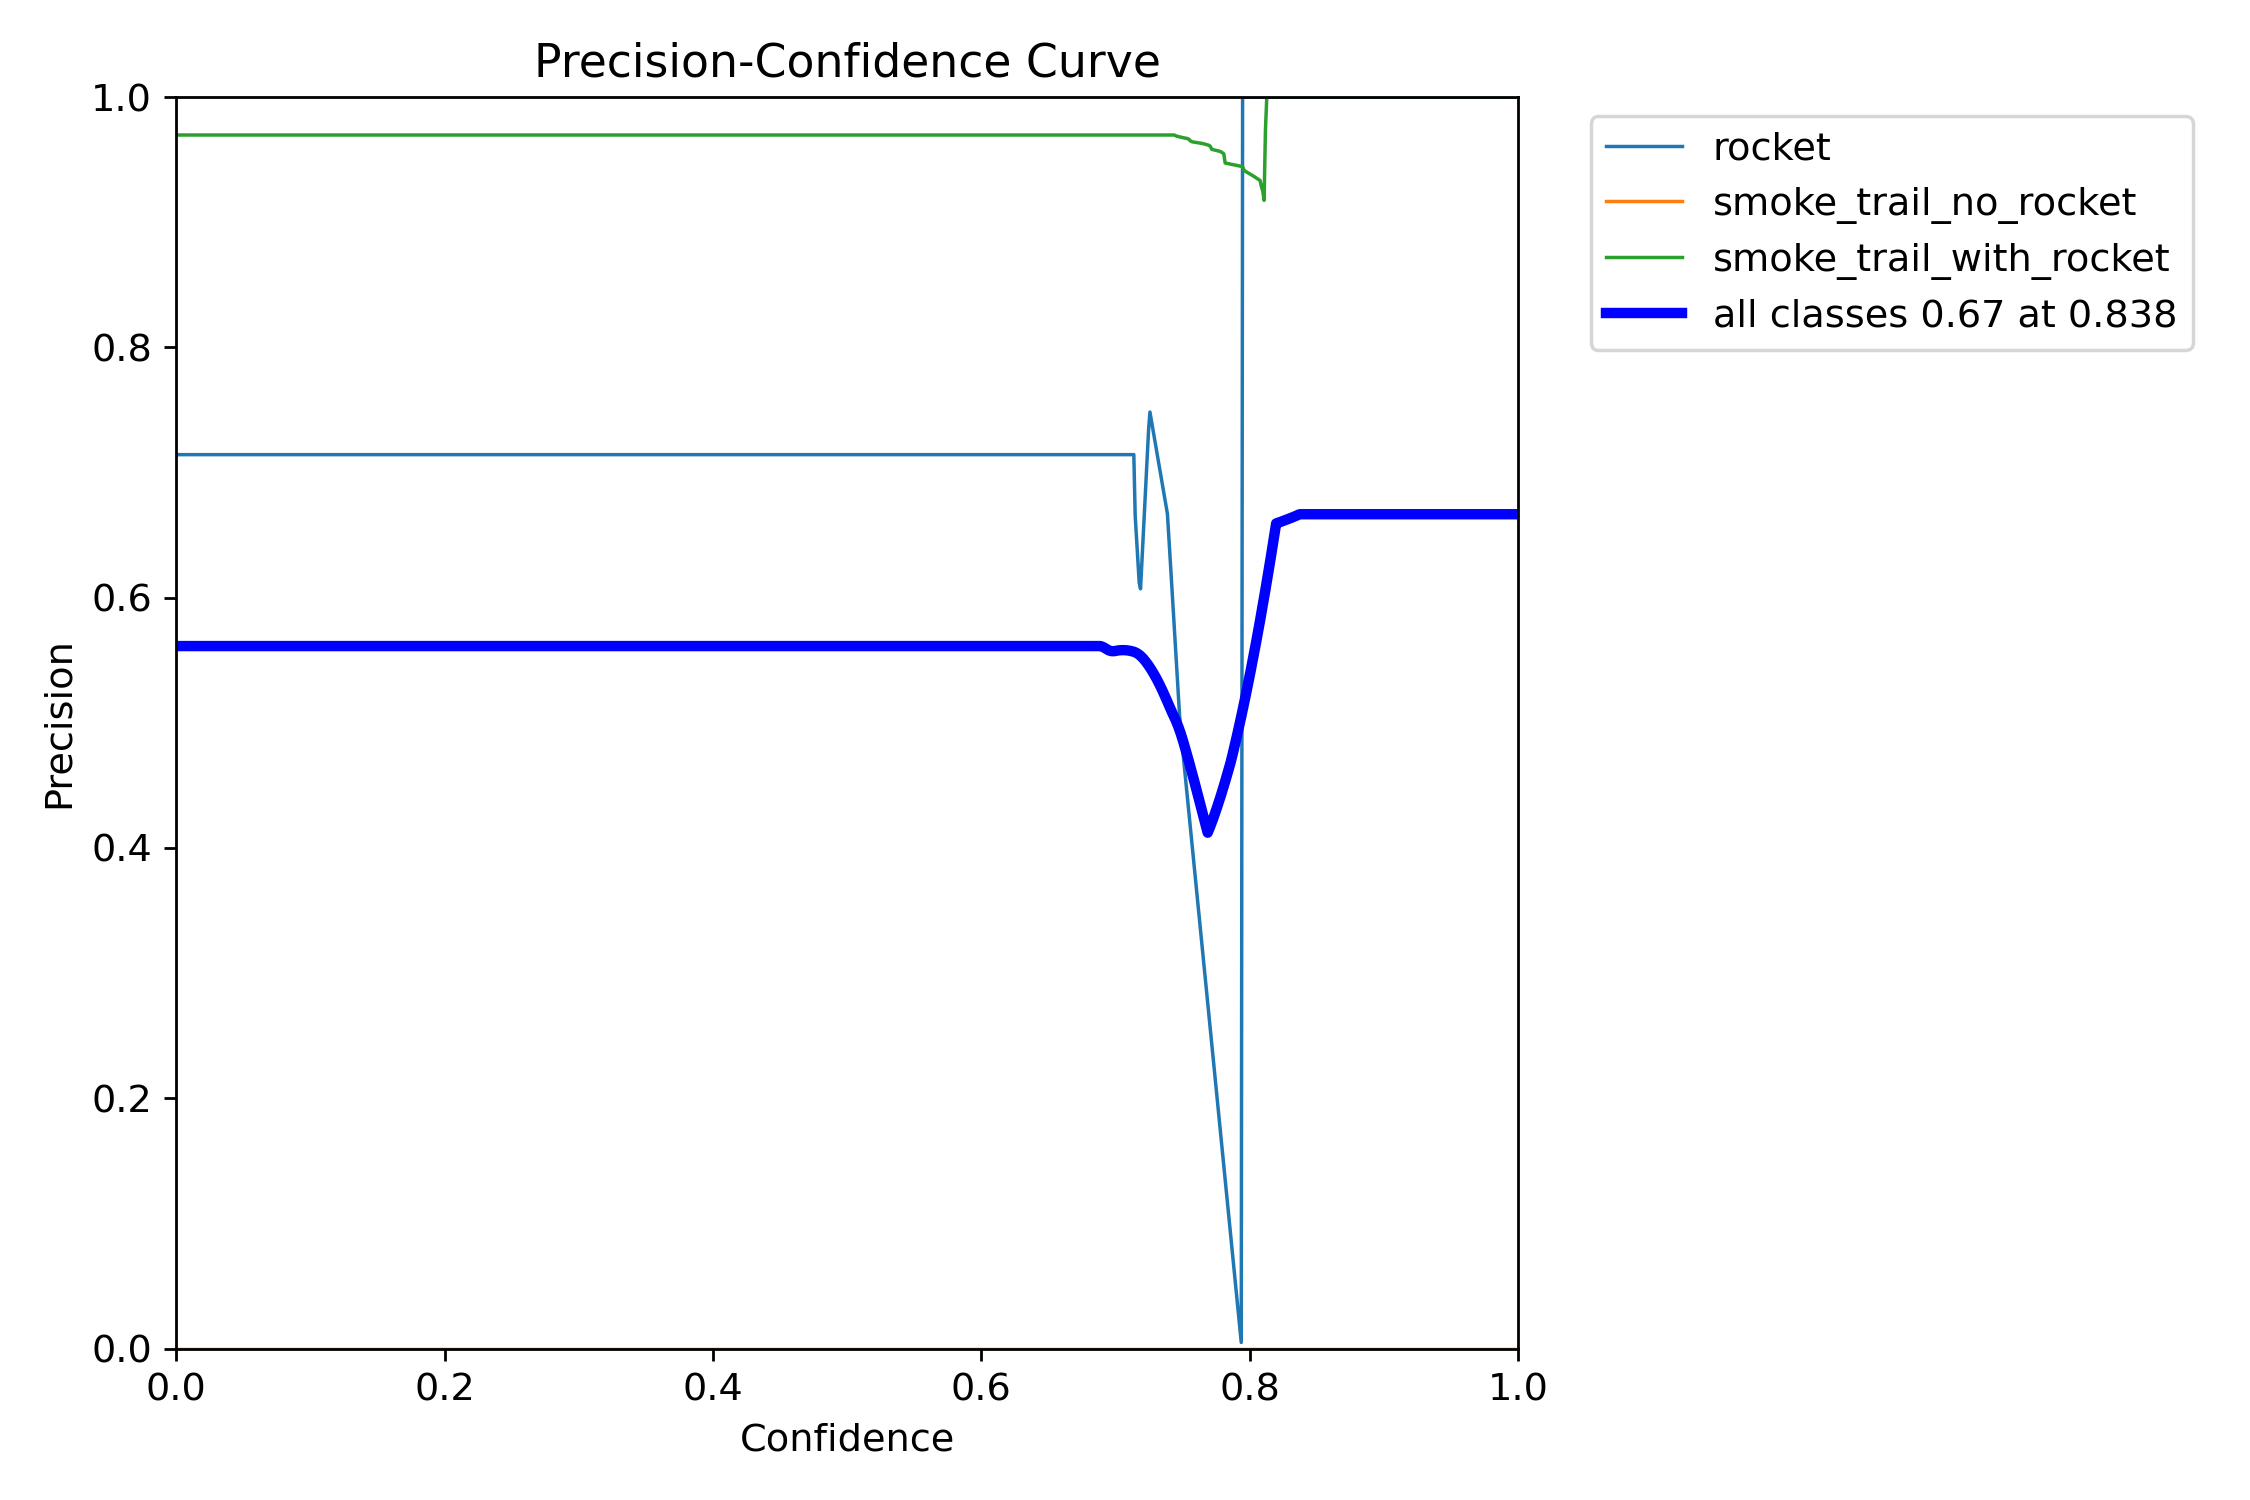 Precision-Confidence Curve
1.0
0.8
0.6
0.4
0.2
0.0
Precision
0.0 0.2 0.4 0.6 0.8 1.0
Confidence
rocket
smoke_trail_no_rocket
smoke_trail_with_rocket
all classes 0.67 at 0.838